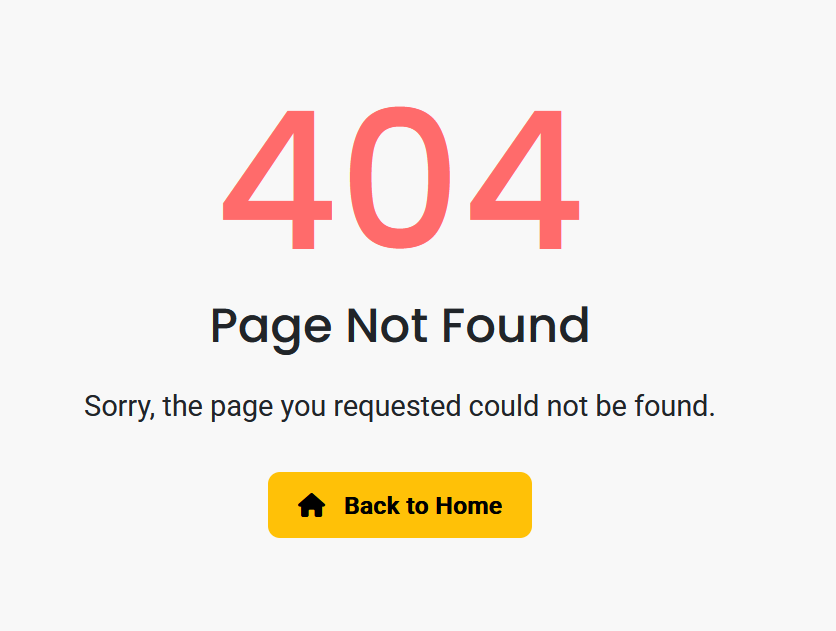 404
Page Not Found
Sorry, the page you requested could not be found.
Back to Home